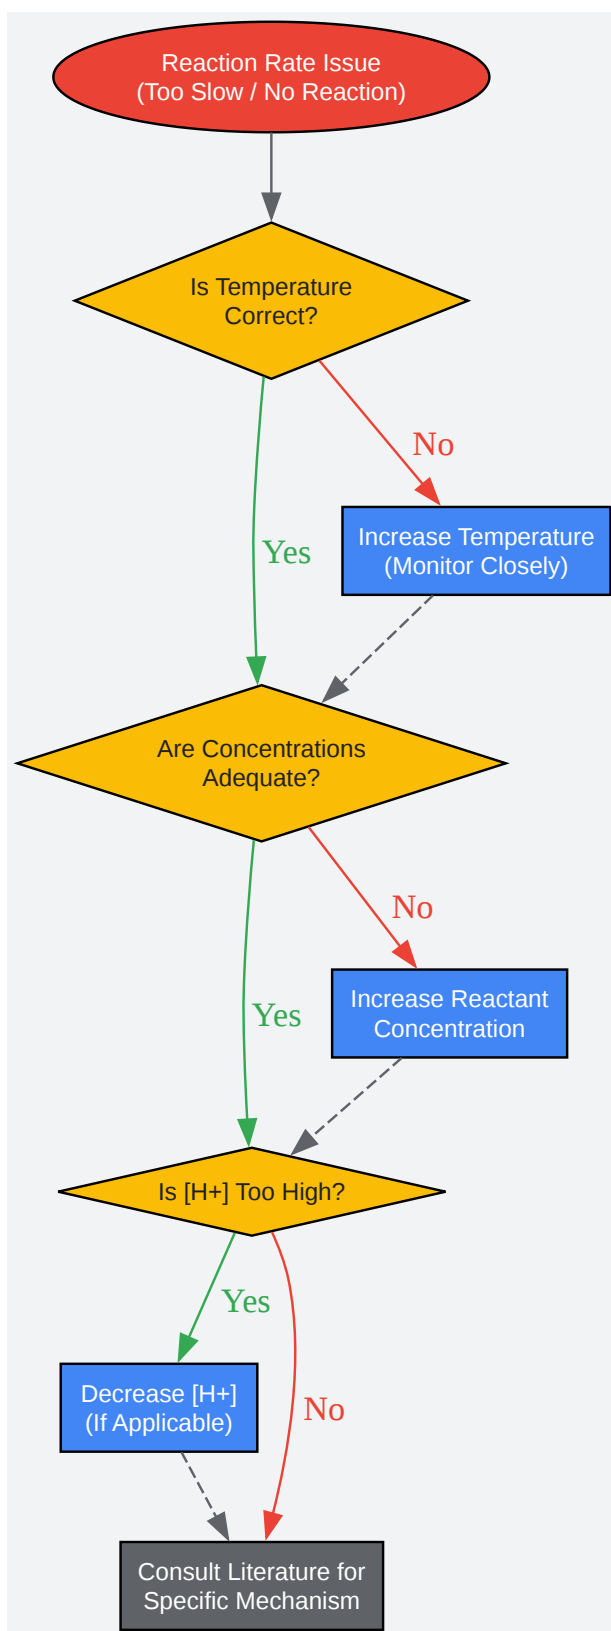 Reaction Rate Issue
(Too Slow / No Reaction)
Is Temperature
Correct?
No
Yes
Increase Temperature
(Monitor Closely)
Are Concentrations
Adequate?
No
Yes
Increase Reactant
Concentration
Is [H+] Too High?
Yes
No
Decrease [H+]
(If Applicable)
Consult Literature for
Specific Mechanism